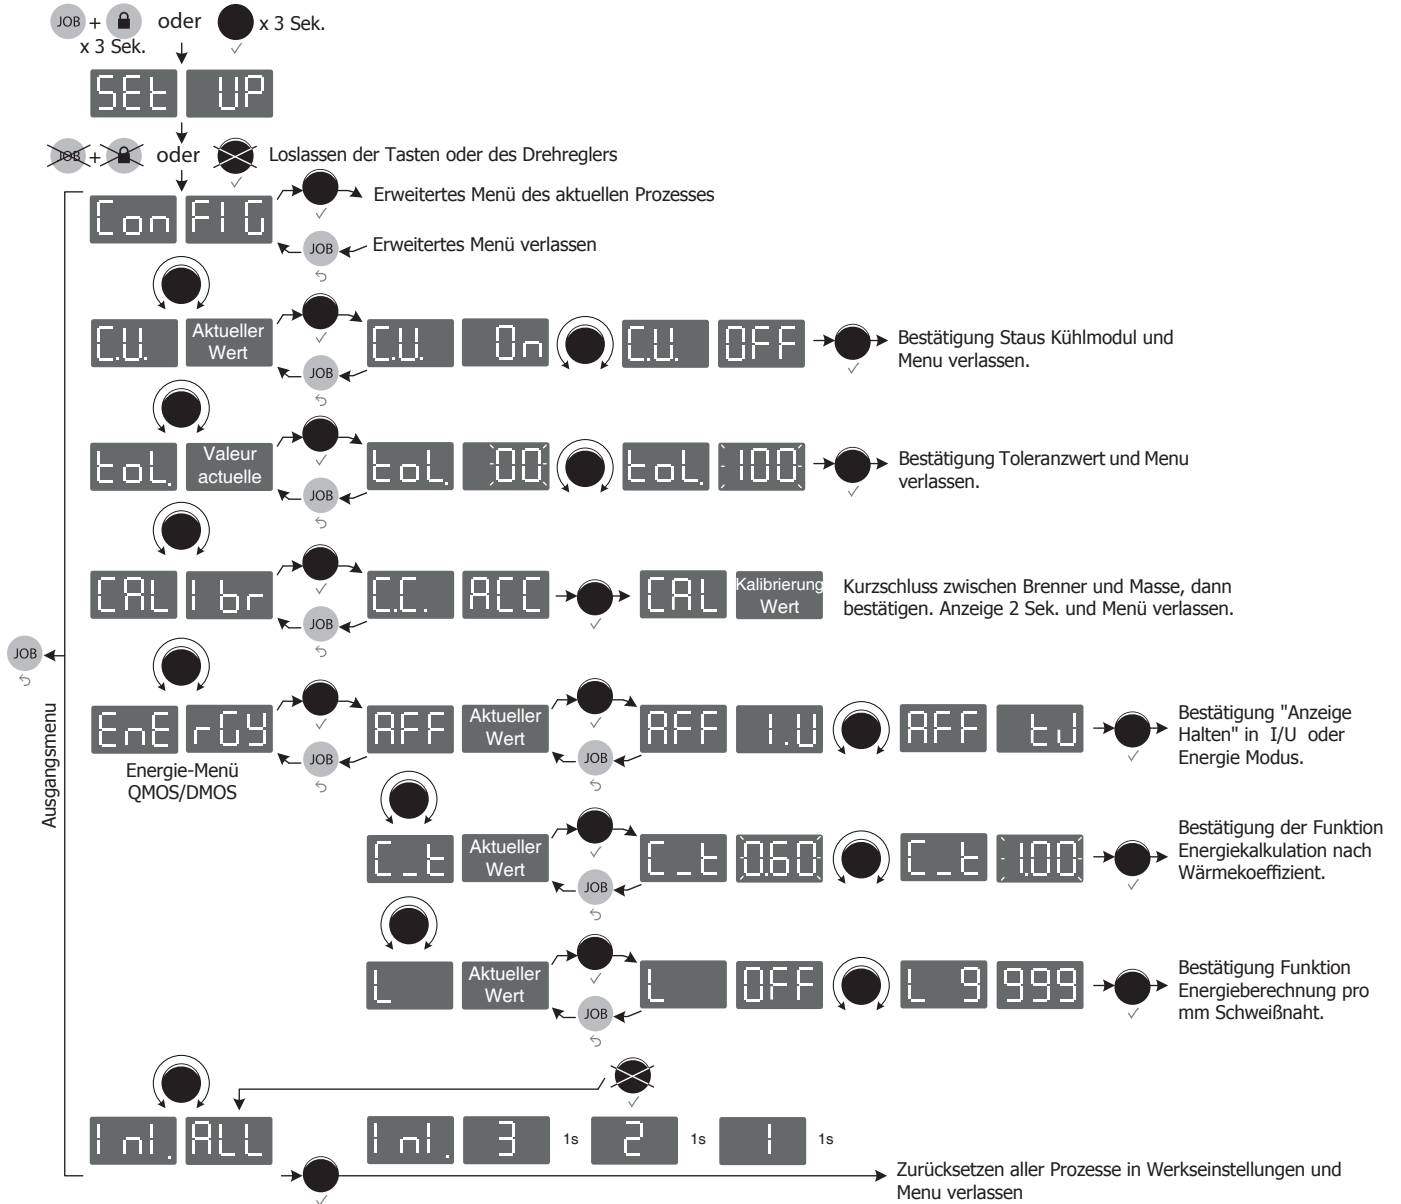 JOB + oder x 3 Sek.
x 3 Sek.
SEt UP
JOB + oder Loslassen der Tasten oder des Drehreglers
Con FIG
Erweitertes Menü des aktuellen Prozesses
JOB
Erweitertes Menü verlassen
C.U. Aktueller
Wert
JOB
C.U. On C.U. OFF
Bestätigung Staus Kühlmodul und
Menu verlassen.
toL. Valeur
actuelle
JOB
toL. 00 toL. 100
Bestätigung Toleranzwert und Menu
verlassen.
CAL Ibr
JOB
C.C. ACC CAL Kalibrierung
Wert
Kurzschluss zwischen Brenner und Masse, dann
bestätigen. Anzeige 2 Sek. und Menü verlassen.
JOB
Ausgangsmenu
EnE rGY
Energie-Menü
QMOS/DMOS
JOB
AFF Aktueller
Wert
JOB
AFF I.U AFF tJ
Bestätigung "Anzeige
Halten" in I/U oder
Energie Modus.
C_t Aktueller
Wert
JOB
C_t 0.60 C_t 1.00
Bestätigung der Funktion
Energiekalkulation nach
Wärmekoeffizient.
L Aktueller
Wert
JOB
L OFF L 9 999
Bestätigung Funktion
Energieberechnung pro
mm Schweißnaht.
InI. ALL
InI. 3 1s 2 1s 1 1s
Zurücksetzen aller Prozesse in Werkseinstellungen und
Menu verlassen